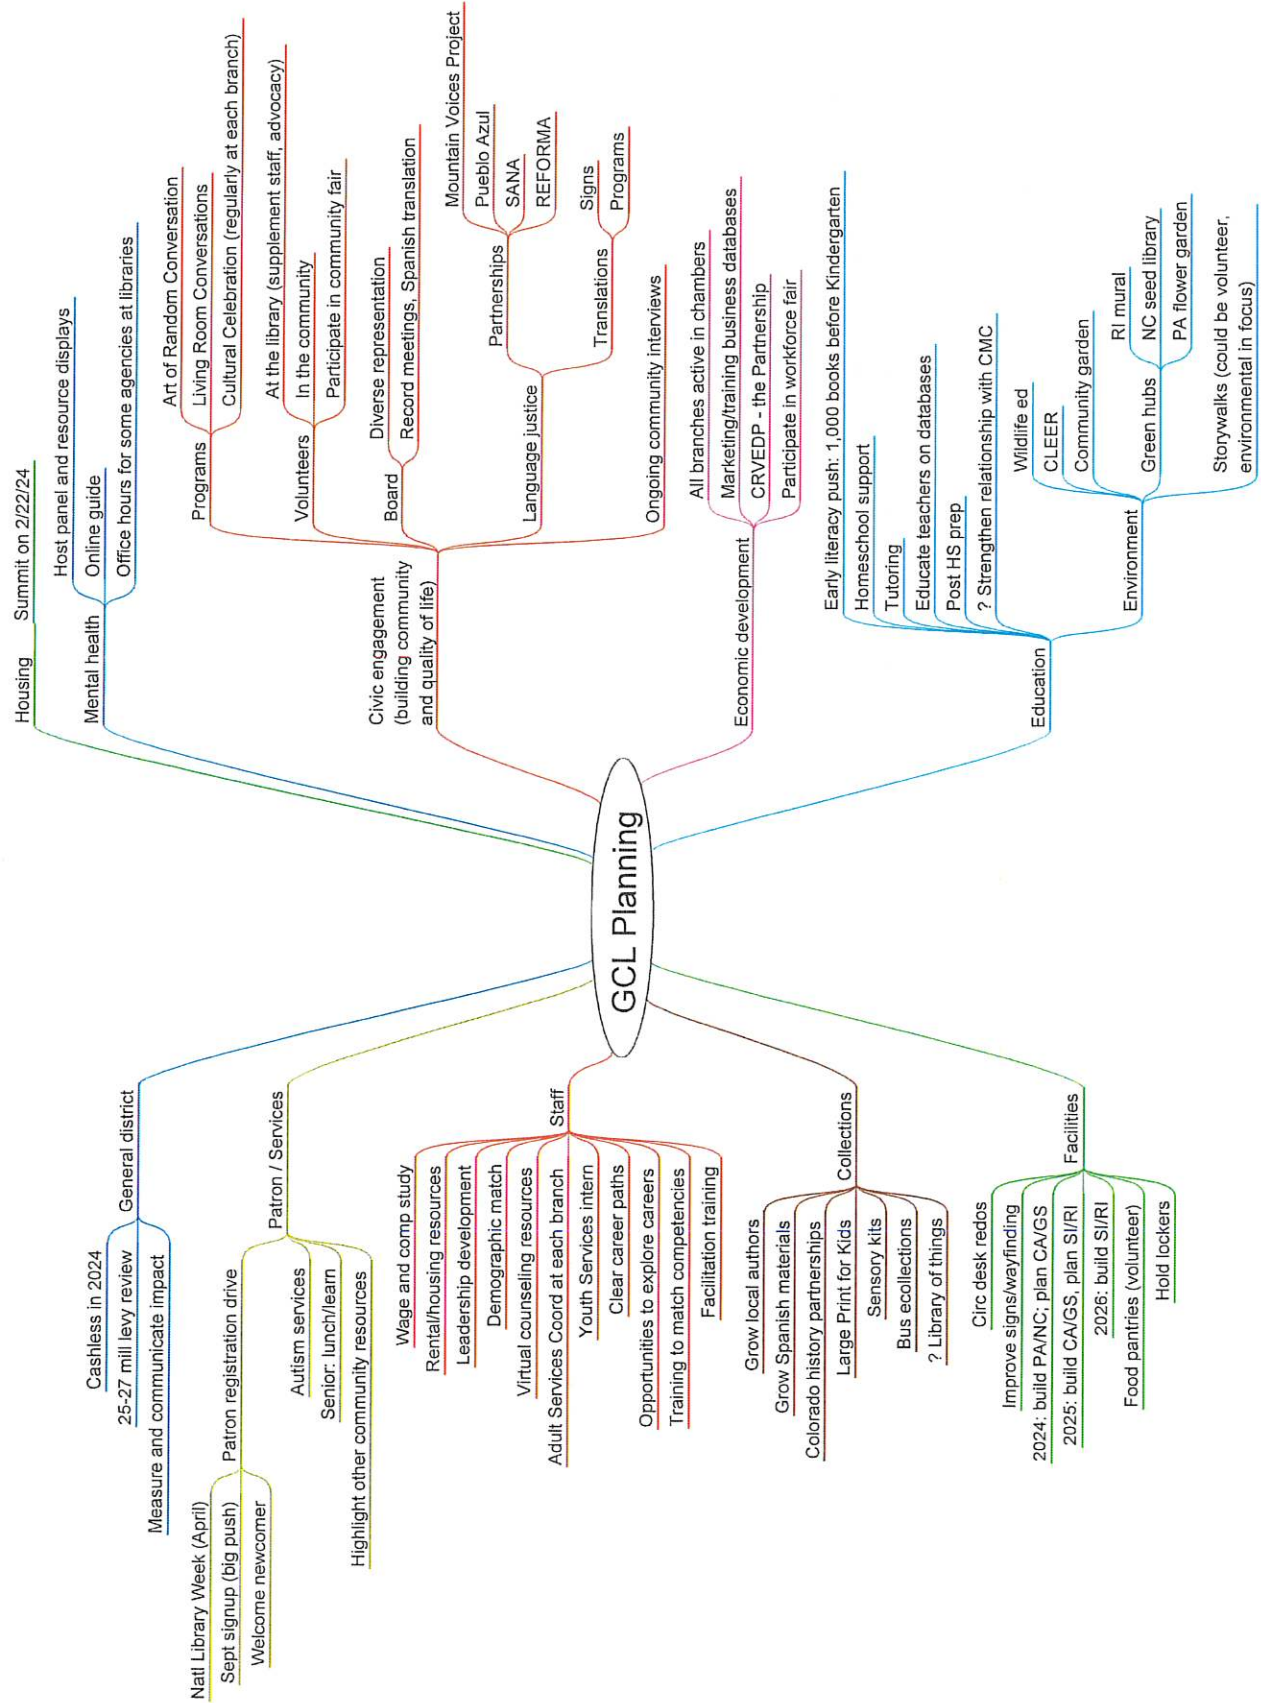 GCL Planning
General district
Cashless in 2024
25-27 mill levy review
Measure and communicate impact
Patron / Services
Patron registration drive
Natl Library Week (April)
Sept signup (big push)
Welcome newcomer
Autism services
Senior: lunch/learn
Highlight other community resources
Staff
Wage and comp study
Rental/housing resources
Leadership development
Demographic match
Virtual counseling resources
Adult Services Coord at each branch
Youth Services intern
Clear career paths
Opportunities to explore careers
Training to match competencies
Facilitation training
Collections
Grow local authors
Grow Spanish materials
Colorado history partnerships
Large Print for Kids
Sensory kits
Bus ecollections
? Library of things
Facilities
Circ desk redos
Improve signs/wayfinding
2024: build PA/NC; plan CA/GS
2025: build CA/GS, plan SI/RI
2026: build SI/RI
Food pantries (volunteer)
Hold lockers
Housing
Summit on 2/22/24
Mental health
Host panel and resource displays
Online guide
Office hours for some agencies at libraries
Civic engagement
(building community
and quality of life)
Programs
Art of Random Conversation
Living Room Conversations
Cultural Celebration (regularly at each branch)
Volunteers
At the library (supplement staff, advocacy)
In the community
Participate in community fair
Board
Diverse representation
Record meetings, Spanish translation
Language justice
Partnerships
Mountain Voices Project
Pueblo Azul
SANA
REFORMA
Translations
Signs
Programs
Ongoing community interviews
Economic development
All branches active in chambers
Marketing/training business databases
CRVEDP - the Partnership
Participate in workforce fair
Education
Early literacy push: 1,000 books before Kindergarten
Homeschool support
Tutoring
Educate teachers on databases
Post HS prep
? Strengthen relationship with CMC
Environment
Wildlife ed
CLEER
Community garden
Green hubs
RI mural
NC seed library
PA flower garden
Storywalks (could be volunteer,
environmental in focus)